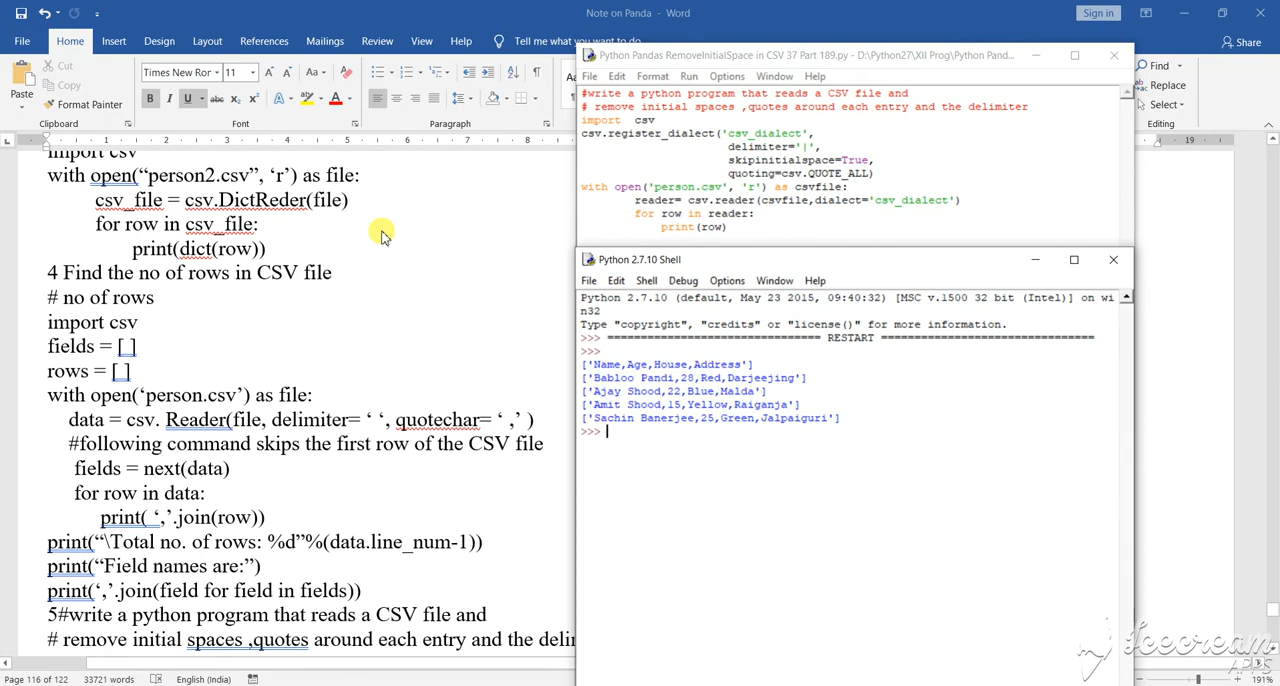 Note on Panda - Word
Sign in
File Home Insert Design Layout References Mailings Review View Help Tell me what you want to do
Share
Cut
Copy
Format Painter
Paste
Clipboard
Times New Ror 11
Font
Paragraph
Find
Replace
Select
Editing
import csv
with open(“person2.csv”, ‘r’) as file:
csv_file = csv.DictReder(file)
for row in csv_file:
print(dict(row))
4 Find the no of rows in CSV file
# no of rows
import csv
fields = [ ]
rows = [ ]
with open(‘person.csv’) as file:
data = csv. Reader(file, delimiter= ‘ ‘, quotechar= ‘ ,’ )
#following command skips the first row of the CSV file
fields = next(data)
for row in data:
print( ‘,’.join(row))
print(“\Total no. of rows: %d”%(data.line_num-1))
print(“Field names are:”)
print(‘,’.join(field for field in fields))
5#write a python program that reads a CSV file and
# remove initial spaces ,quotes around each entry and the delin
Python Pandas RemoveInitialSpace in CSV 37 Part 189.py - D:\Python27\XII Prog\Python Pand...
File Edit Format Run Options Window Help
#write a python program that reads a CSV file and
# remove initial spaces ,quotes around each entry and the delimiter
import csv
csv.register_dialect('csv_dialect',
delimiter='|',
skipinitialspace=True,
quoting=csv.QUOTE_ALL)
with open('person.csv', 'r') as csvfile:
reader= csv.reader(csvfile,dialect='csv_dialect')
for row in reader:
print(row)
Python 2.7.10 Shell
File Edit Shell Debug Options Window Help
Python 2.7.10 (default, May 23 2015, 09:40:32) [MSC v.1500 32 bit (Intel)] on wi
n32
Type "copyright", "credits" or "license()" for more information.
>>> ================================ RESTART ================================
>>>
['Name,Age,House,Address']
['Babloo Pandi,28,Red,Darjeejing']
['Ajay Shood,22,Blue,Malda']
['Amit Shood,15,Yellow,Raiganja']
['Sachin Banerjee,25,Green,Jalpaiguri']
>>>
Page 116 of 122 33721 words English (India)
191%
Icecream
APPS